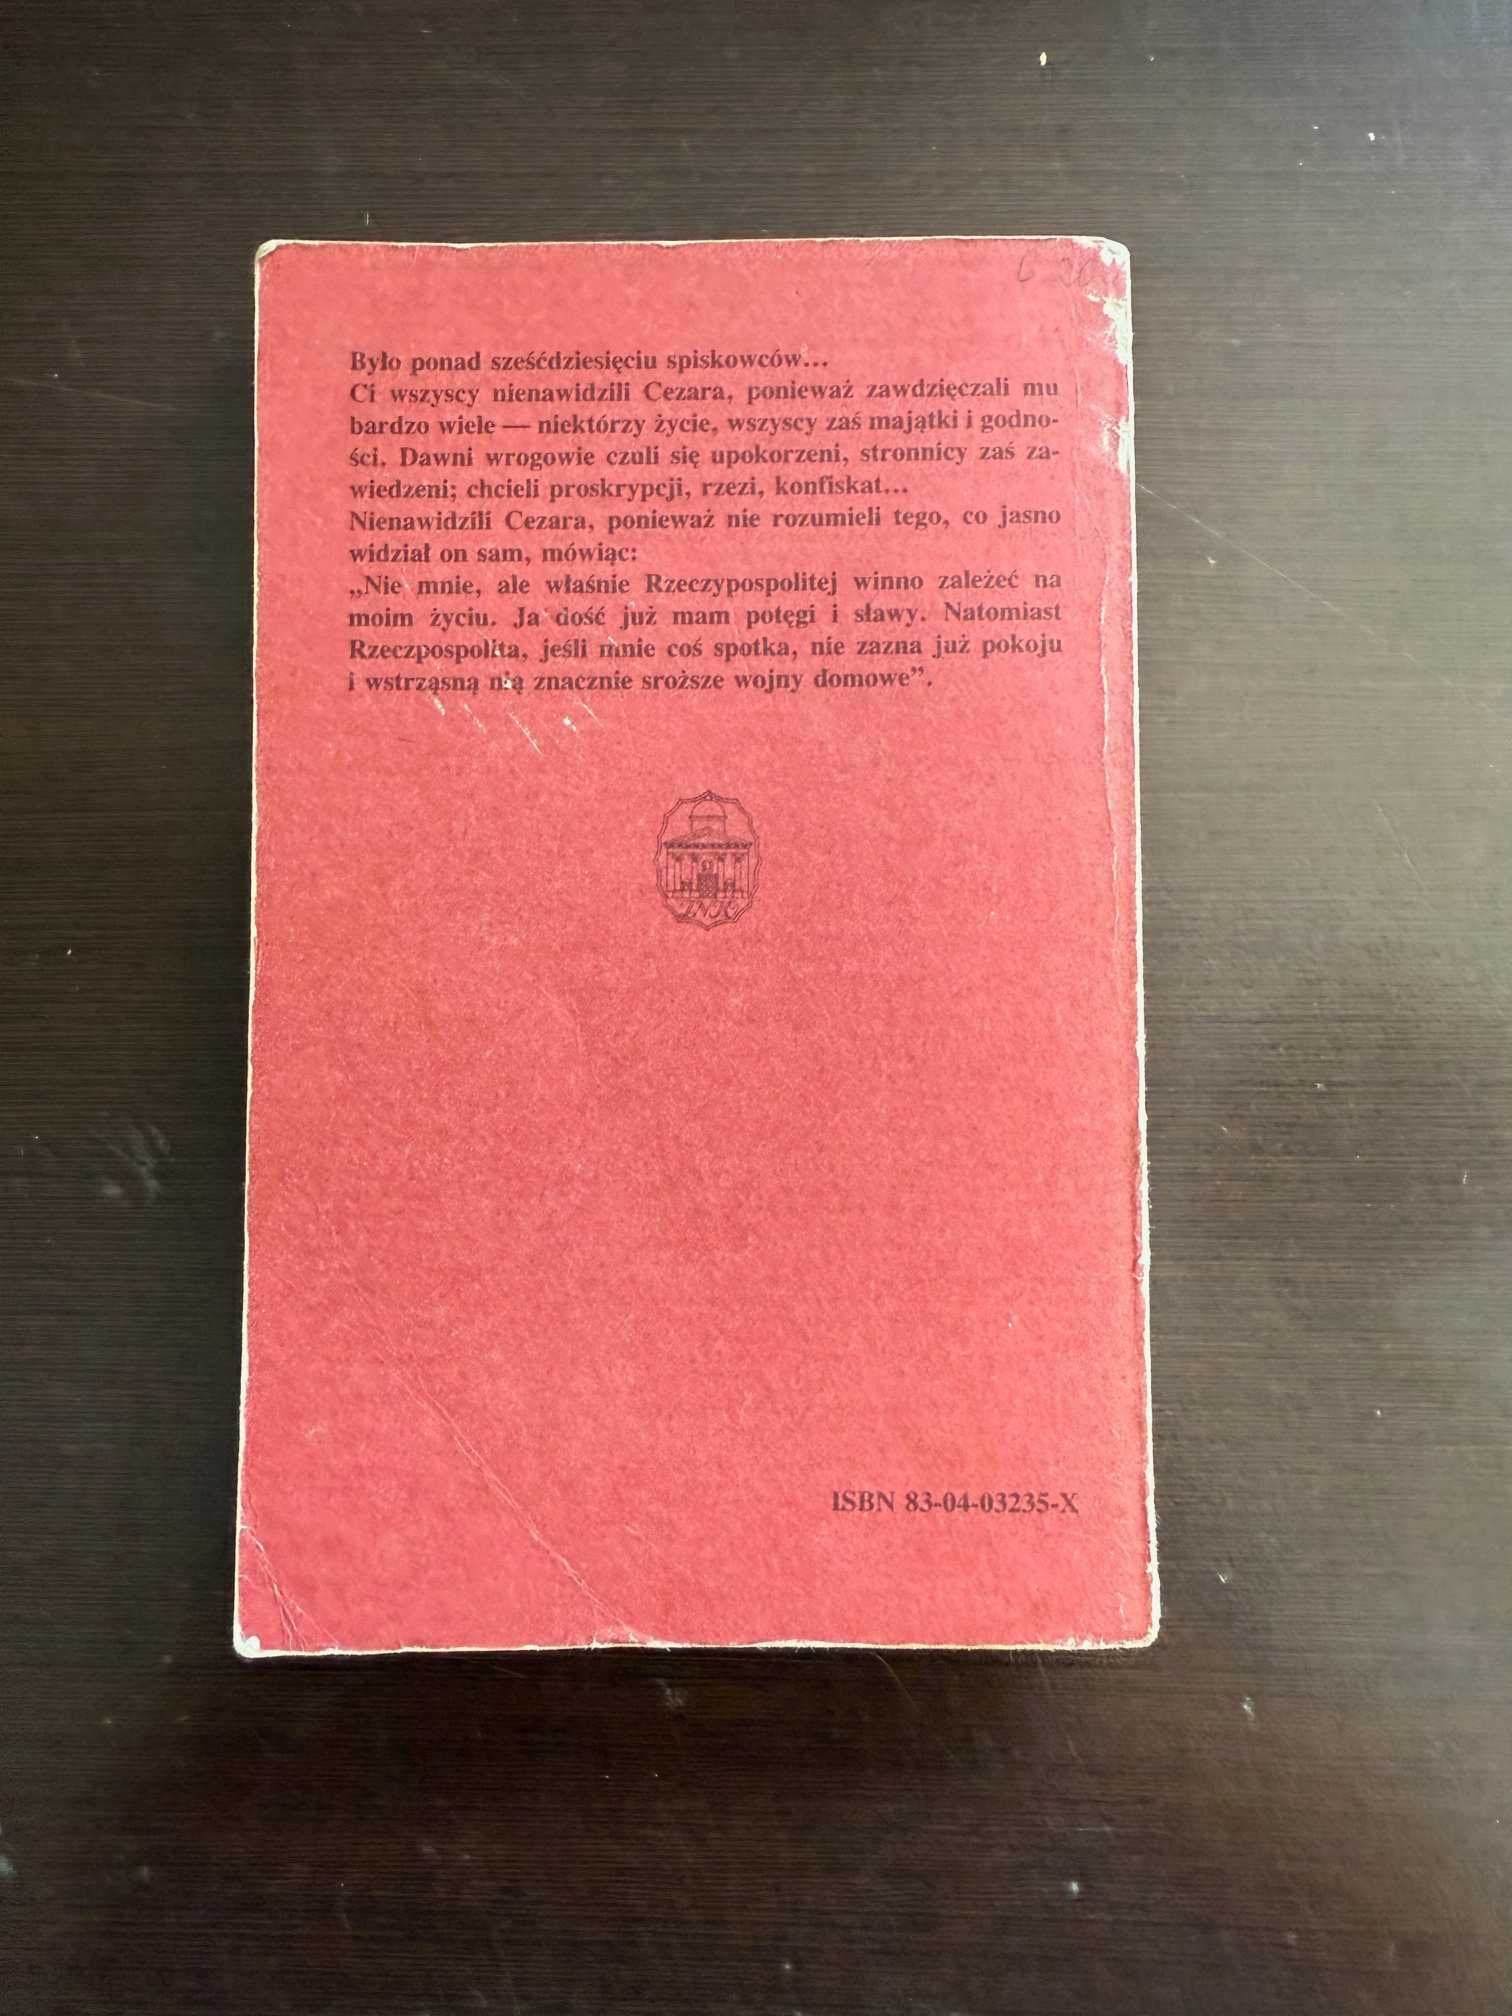 Było ponad sześćdziesięciu spiskowców...
Ci wszyscy nienawidzili Cezara, ponieważ zawdzięczali mu
bardzo wiele — niektórzy życie, wszyscy zaś majątki i godno-
ści. Dawni wrogowie czuli się upokorzeni, stronnicy zaś za-
wiedzeni; chcieli proskrypcji, rzezi, konfiskat...
Nienawidzili Cezara, ponieważ nie rozumieli tego, co jasno
widział on sam, mówiąc:
„Nie mnie, ale właśnie Rzeczypospolitej winno zależeć na
moim życiu. Ja dość już mam potęgi i sławy. Natomiast
Rzeczpospolita, jeśli mnie coś spotka, nie zazna już pokoju
i wstrząsną nią znacznie sroższe wojny domowe”.
ZNIO
ISBN 83-04-03235-X